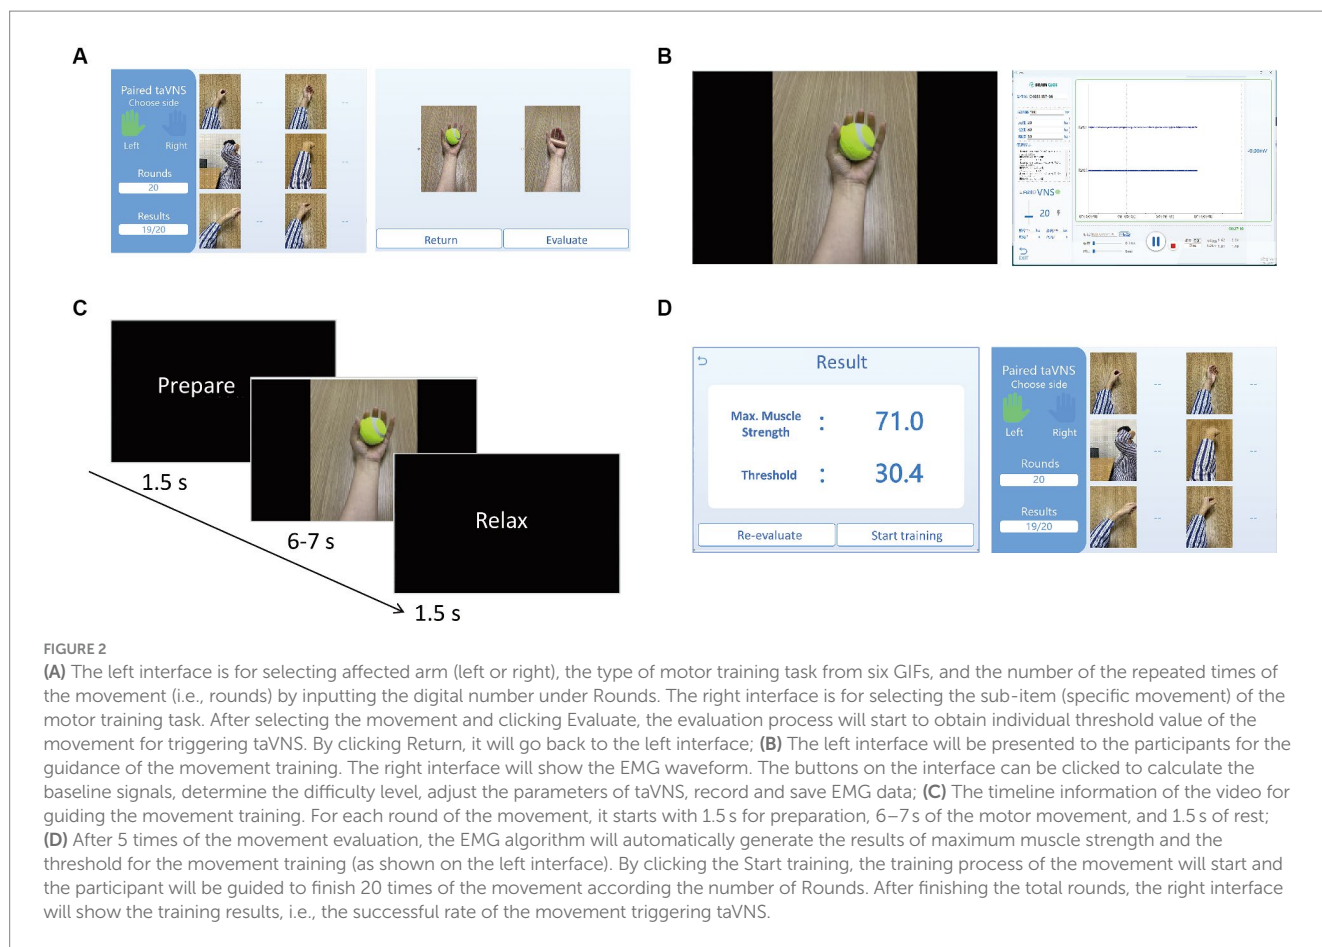 A
Paired taVNS
Choose side
Left Right
Rounds
20
Results
19/20
-- --
-- --
-- --
Return Evaluate
B
VNS
20
C
Prepare
1.5 s
6-7 s
Relax
1.5 s
D
Result
Max. Muscle
Strength : 71.0
Threshold : 30.4
Re-evaluate Start training
Paired taVNS
Choose side
Left Right
Rounds
20
Results
19/20
-- --
-- --
-- --
FIGURE 2
(A) The left interface is for selecting affected arm (left or right), the type of motor training task from six GIFs, and the number of the repeated times of
the movement (i.e., rounds) by inputting the digital number under Rounds. The right interface is for selecting the sub-item (specific movement) of the
motor training task. After selecting the movement and clicking Evaluate, the evaluation process will start to obtain individual threshold value of the
movement for triggering taVNS. By clicking Return, it will go back to the left interface; (B) The left interface will be presented to the participants for the
guidance of the movement training. The right interface will show the EMG waveform. The buttons on the interface can be clicked to calculate the
baseline signals, determine the difficulty level, adjust the parameters of taVNS, record and save EMG data; (C) The timeline information of the video for
guiding the movement training. For each round of the movement, it starts with 1.5 s for preparation, 6–7 s of the motor movement, and 1.5 s of rest;
(D) After 5 times of the movement evaluation, the EMG algorithm will automatically generate the results of maximum muscle strength and the
threshold for the movement training (as shown on the left interface). By clicking the Start training, the training process of the movement will start and
the participant will be guided to finish 20 times of the movement according the number of Rounds. After finishing the total rounds, the right interface
will show the training results, i.e., the successful rate of the movement triggering taVNS.